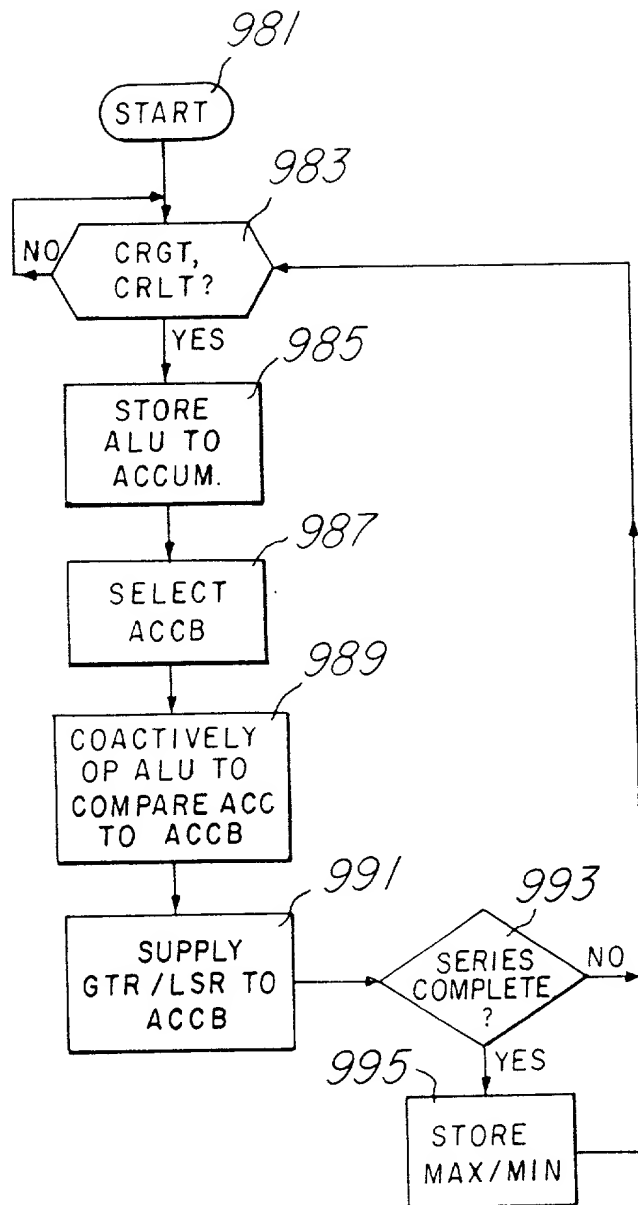 981
START
983
NO
CRGT,
CRLT?
YES
985
STORE
ALU TO
ACCUM.
987
SELECT
ACCB
989
COACTIVELY
OP ALU TO
COMPARE ACC
TO ACCB
991
SUPPLY
GTR/LSR TO
ACCB
993
SERIES
COMPLETE
?
NO
YES
995
STORE
MAX/MIN